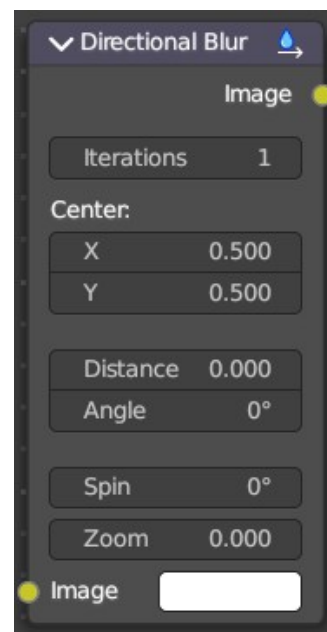 Directional Blur
Image
Iterations 1
Center:
X 0.500
Y 0.500
Distance 0.000
Angle 0°
Spin 0°
Zoom 0.000
Image